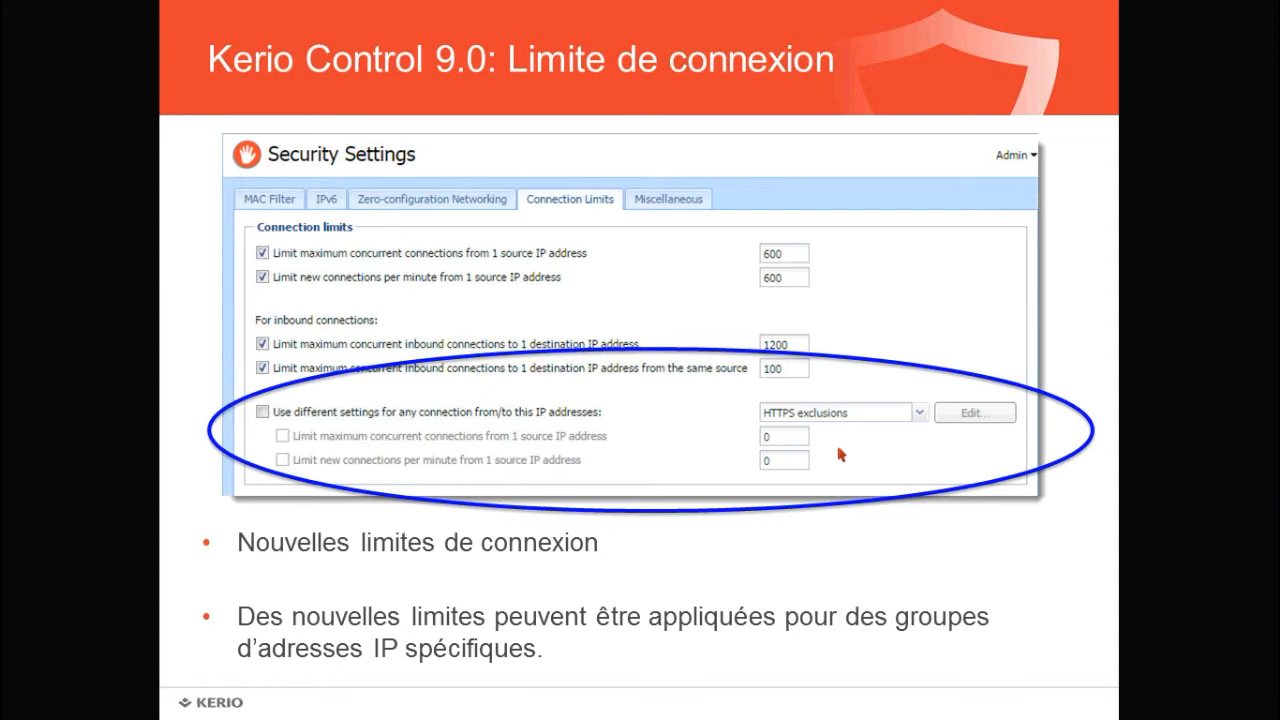 Kerio Control 9.0: Limite de connexion
Security Settings
Admin
MAC Filter IPv6 Zero-configuration Networking Connection Limits Miscellaneous
Connection limits
Limit maximum concurrent connections from 1 source IP address 600
Limit new connections per minute from 1 source IP address 600
For inbound connections:
Limit maximum concurrent inbound connections to 1 destination IP address 1200
Limit maximum concurrent inbound connections to 1 destination IP address from the same source 100
Use different settings for any connection from/to this IP addresses: HTTPS exclusions Edit...
Limit maximum concurrent connections from 1 source IP address 0
Limit new connections per minute from 1 source IP address 0
• Nouvelles limites de connexion
• Des nouvelles limites peuvent être appliquées pour des groupes
d'adresses IP spécifiques.
KERIO